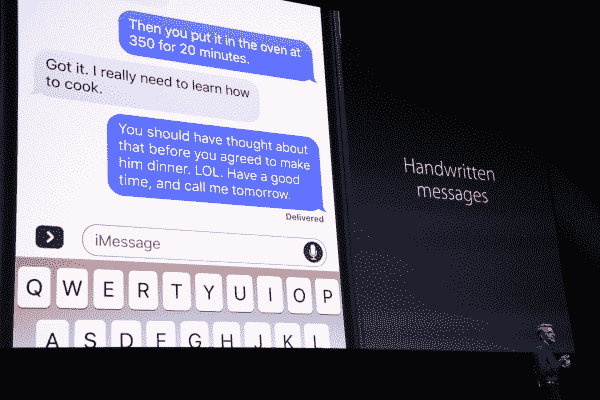 Then you put it in the oven at
350 for 20 minutes.
Got it. I really need to learn how
to cook.
You should have thought about
that before you agreed to make
him dinner. LOL. Have a good
time, and call me tomorrow.
Delivered
iMessage
Q W E R T Y U I O P
A S D F G H J K L
Handwritten
messages